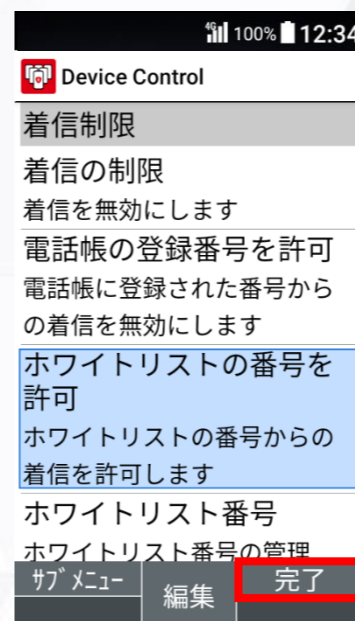 4G 100% 12:34
Device Control
着信制限
着信の制限
着信を無効にします
電話帳の登録番号を許可
電話帳に登録された番号から
の着信を無効にします
ホワイトリストの番号を
許可
ホワイトリストの番号からの
着信を許可します
ホワイトリスト番号
ホワイトリスト番号の管理
ｻﾌﾞﾒﾆｭｰ 編集 完了